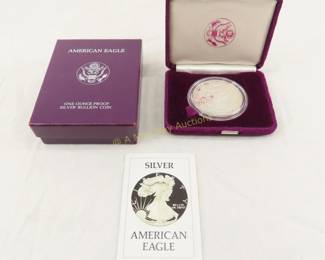 AMERICAN EAGLE
ONE OUNCE PROOF
SILVER BULLION COIN
SILVER
AMERICAN
EAGLE